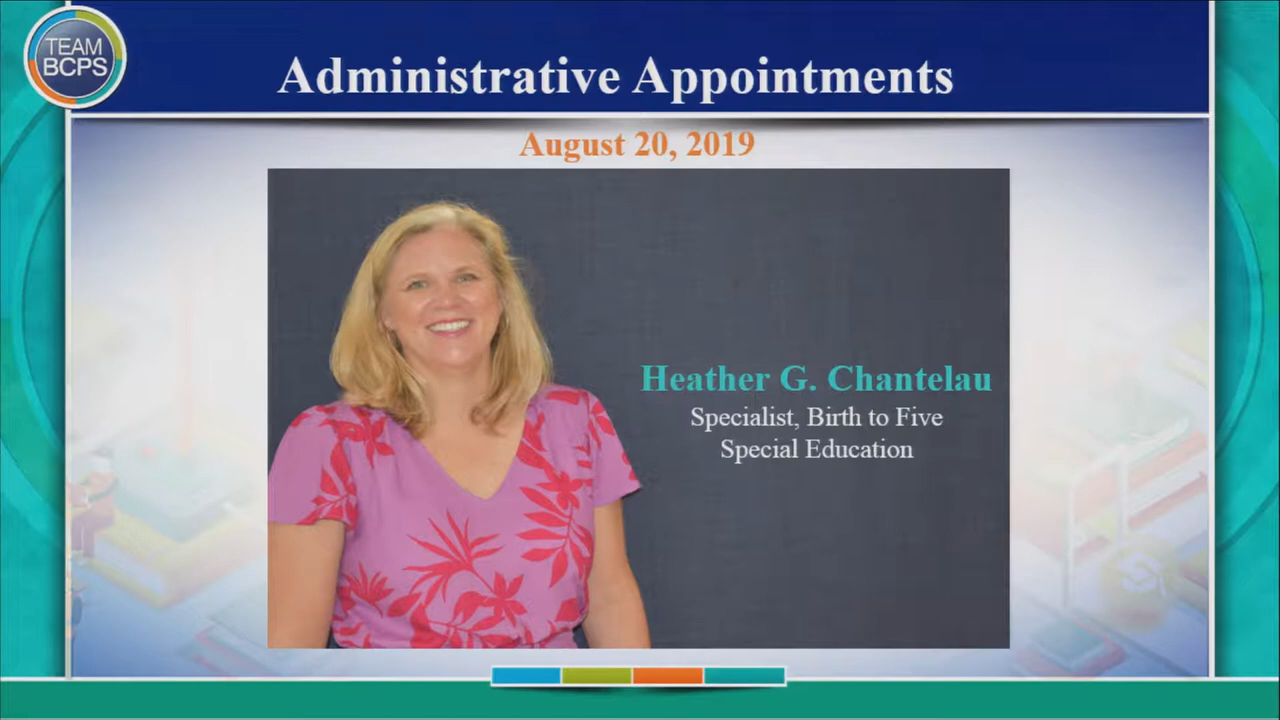 TEAM
BCPS
Administrative Appointments
August 20, 2019
Heather G. Chantelau
Specialist, Birth to Five
Special Education